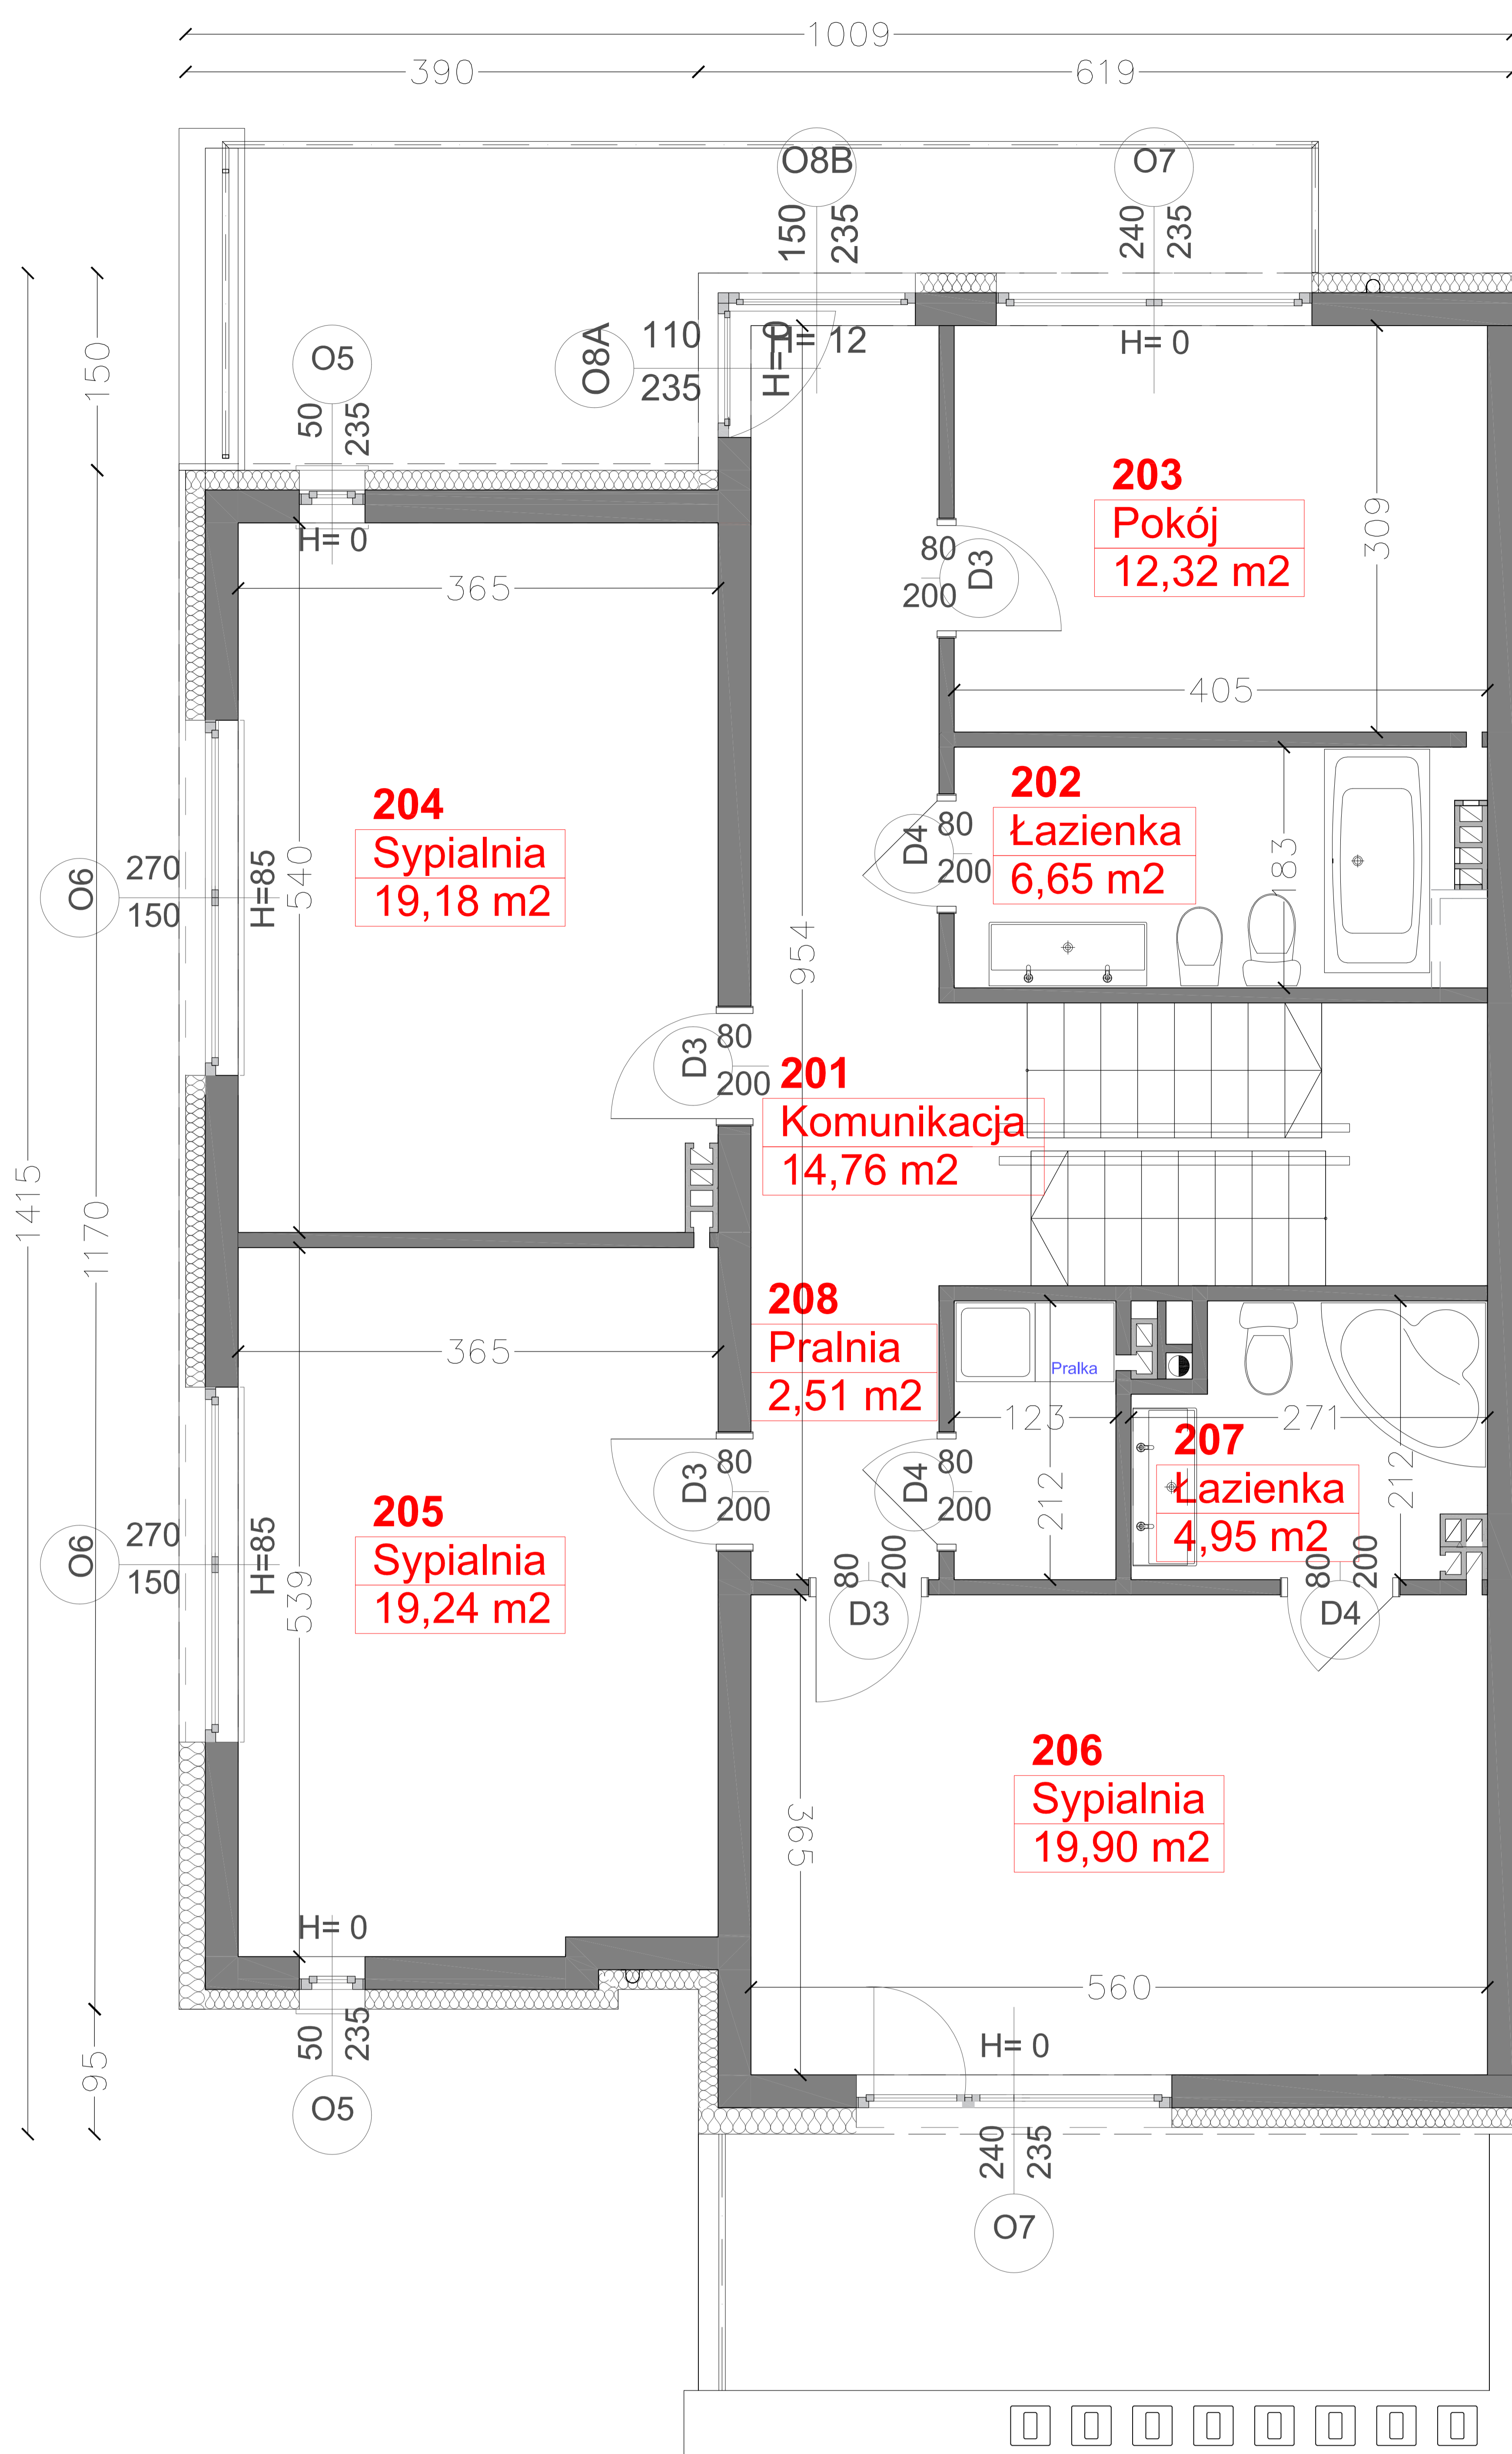 1009
390
619
O8B
O7
150
235
240
235
O5
O8A
110
235
H= 0
H= 12
H= 0
50
235
150
H= 0
365
203
Pokój
12,32 m2
309
80
200
D3
405
204
Sypialnia
19,18 m2
202
Łazienka
6,65 m2
183
D4
80
200
O6
270
150
H=85
540
954
D3
80
200
201
Komunikacja
14,76 m2
1415
1170
208
Pralnia
2,51 m2
Pralka
365
123
271
207
Łazienka
4,95 m2
212
212
D3
80
200
D4
80
200
205
Sypialnia
19,24 m2
O6
270
150
H=85
539
80
200
D3
80
200
D4
206
Sypialnia
19,90 m2
365
H= 0
560
H= 0
50
235
O5
95
240
235
O7